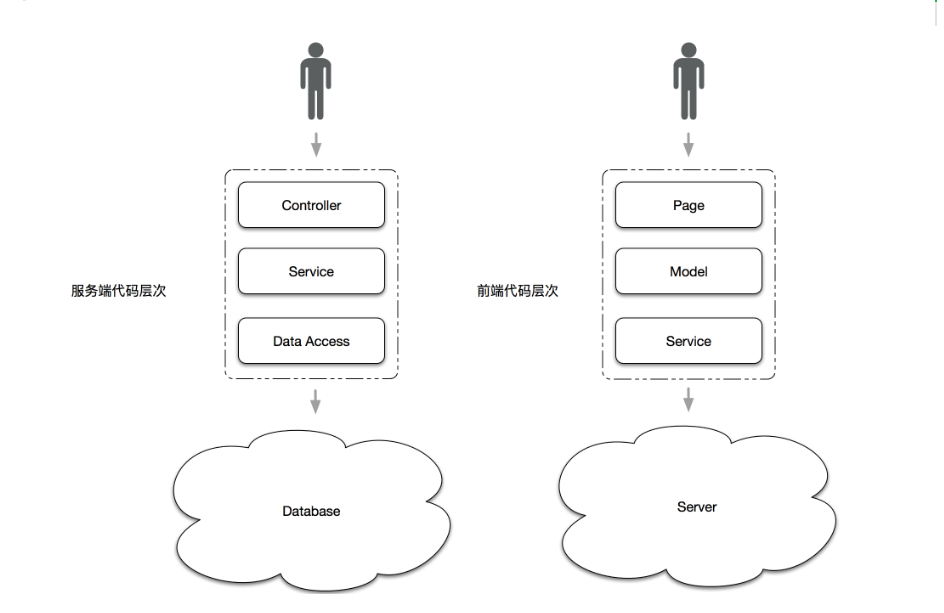 Controller
Service
Data Access
服务端代码层次
Database
Page
Model
Service
前端代码层次
Server